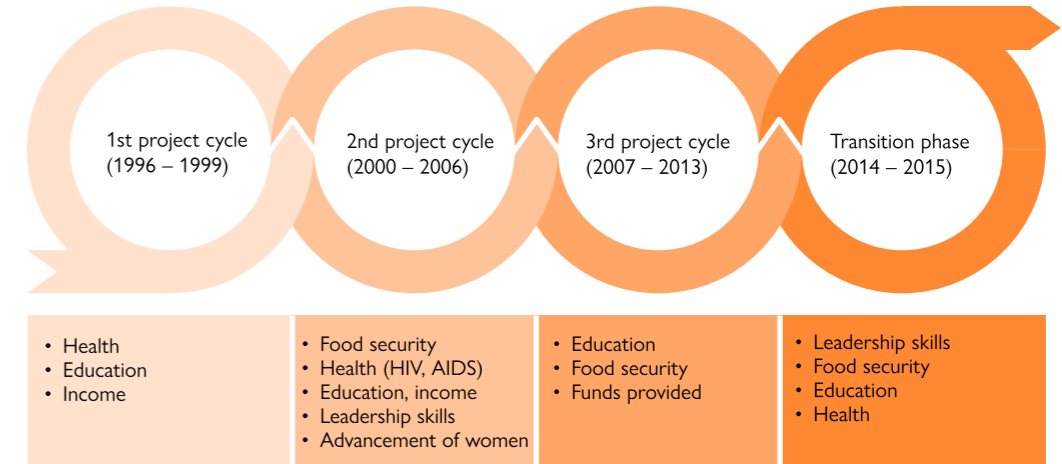 1st project cycle
(1996 – 1999)
2nd project cycle
(2000 – 2006)
3rd project cycle
(2007 – 2013)
Transition phase
(2014 – 2015)
• Health
• Education
• Income
• Food security
• Health (HIV, AIDS)
• Education, income
• Leadership skills
• Advancement of women
• Education
• Food security
• Funds provided
• Leadership skills
• Food security
• Education
• Health